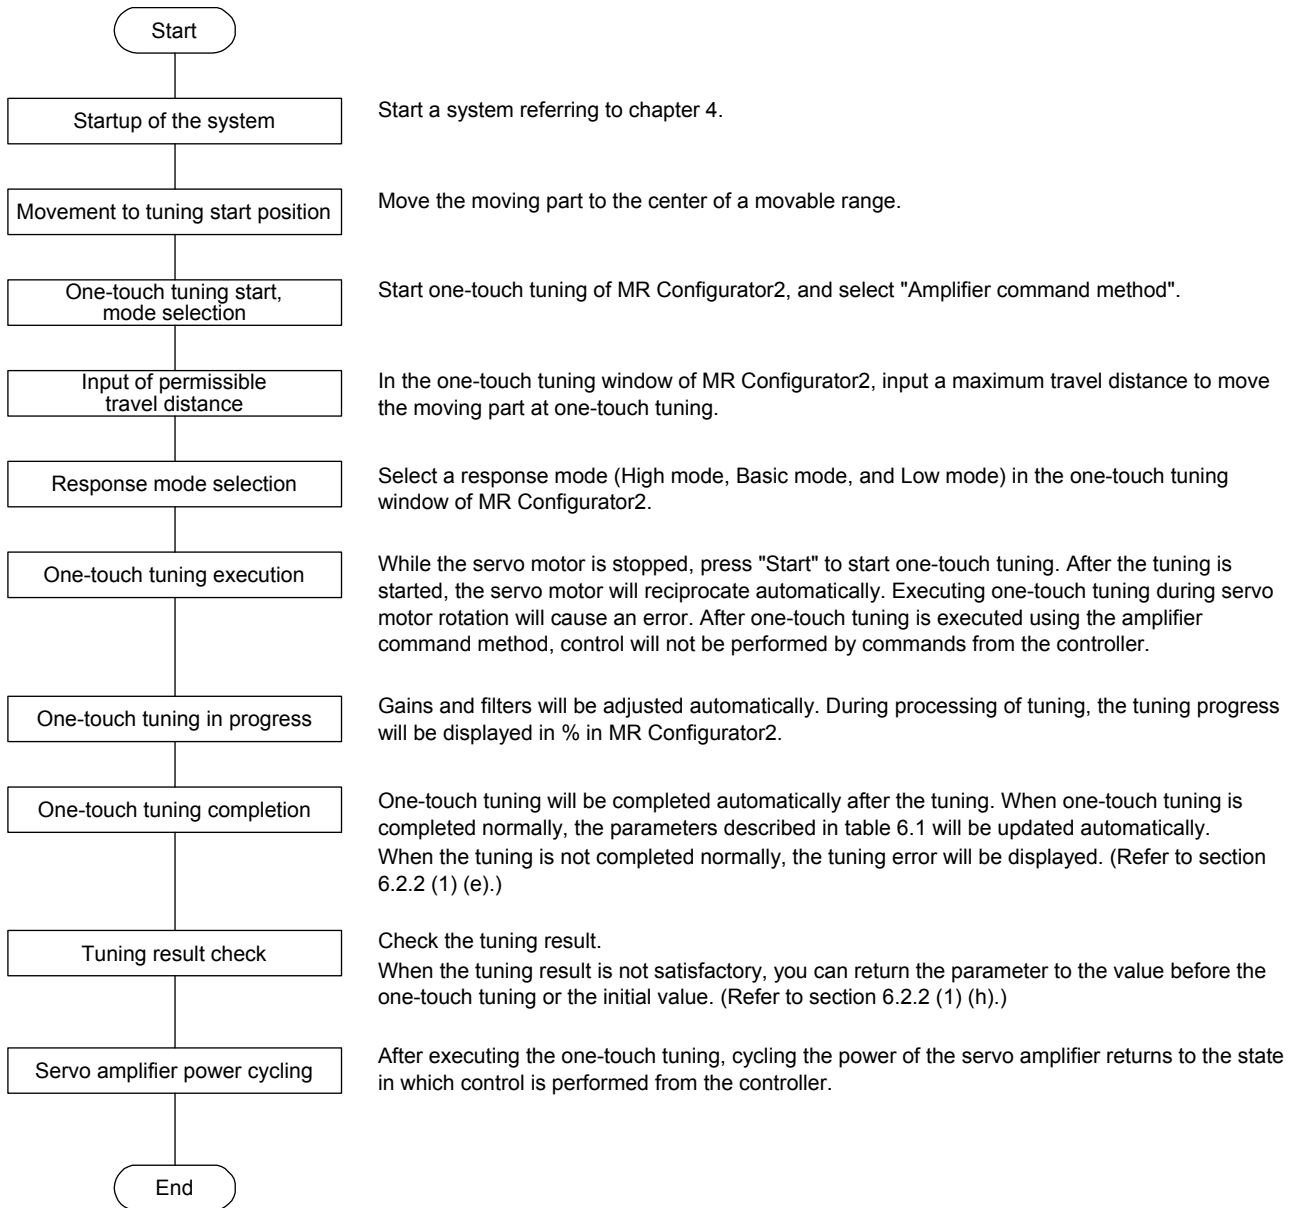 Start
Startup of the system
Start a system referring to chapter 4.
Movement to tuning start position
Move the moving part to the center of a movable range.
One-touch tuning start,
mode selection
Start one-touch tuning of MR Configurator2, and select "Amplifier command method".
Input of permissible
travel distance
In the one-touch tuning window of MR Configurator2, input a maximum travel distance to move
the moving part at one-touch tuning.
Response mode selection
Select a response mode (High mode, Basic mode, and Low mode) in the one-touch tuning
window of MR Configurator2.
One-touch tuning execution
While the servo motor is stopped, press "Start" to start one-touch tuning. After the tuning is
started, the servo motor will reciprocate automatically. Executing one-touch tuning during servo
motor rotation will cause an error. After one-touch tuning is executed using the amplifier
command method, control will not be performed by commands from the controller.
One-touch tuning in progress
Gains and filters will be adjusted automatically. During processing of tuning, the tuning progress
will be displayed in % in MR Configurator2.
One-touch tuning completion
One-touch tuning will be completed automatically after the tuning. When one-touch tuning is
completed normally, the parameters described in table 6.1 will be updated automatically.
When the tuning is not completed normally, the tuning error will be displayed. (Refer to section
6.2.2 (1) (e).)
Tuning result check
Check the tuning result.
When the tuning result is not satisfactory, you can return the parameter to the value before the
one-touch tuning or the initial value. (Refer to section 6.2.2 (1) (h).)
Servo amplifier power cycling
After executing the one-touch tuning, cycling the power of the servo amplifier returns to the state
in which control is performed from the controller.
End